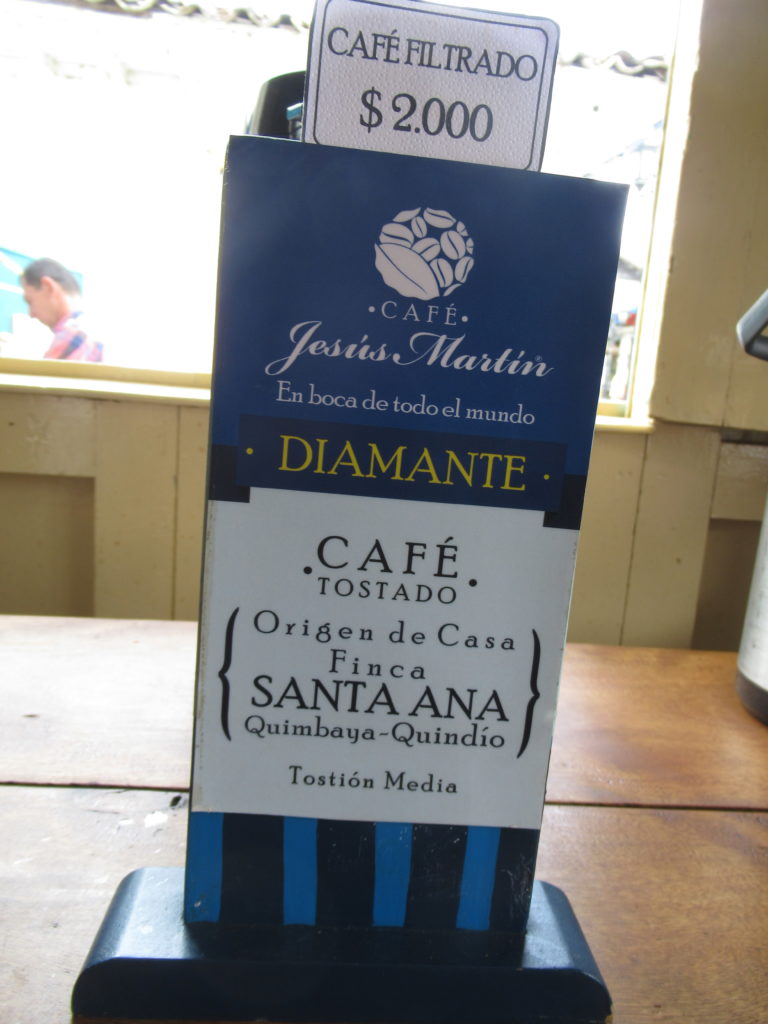 CAFÉ FILTRADO
$ 2.000
• CAFÉ •
Jesús Martín®
En boca de todo el mundo
· DIAMANTE ·
• CAFÉ •
TOSTADO
Origen de Casa
Finca
SANTA ANA
Quimbaya-Quindío
Tostión Media